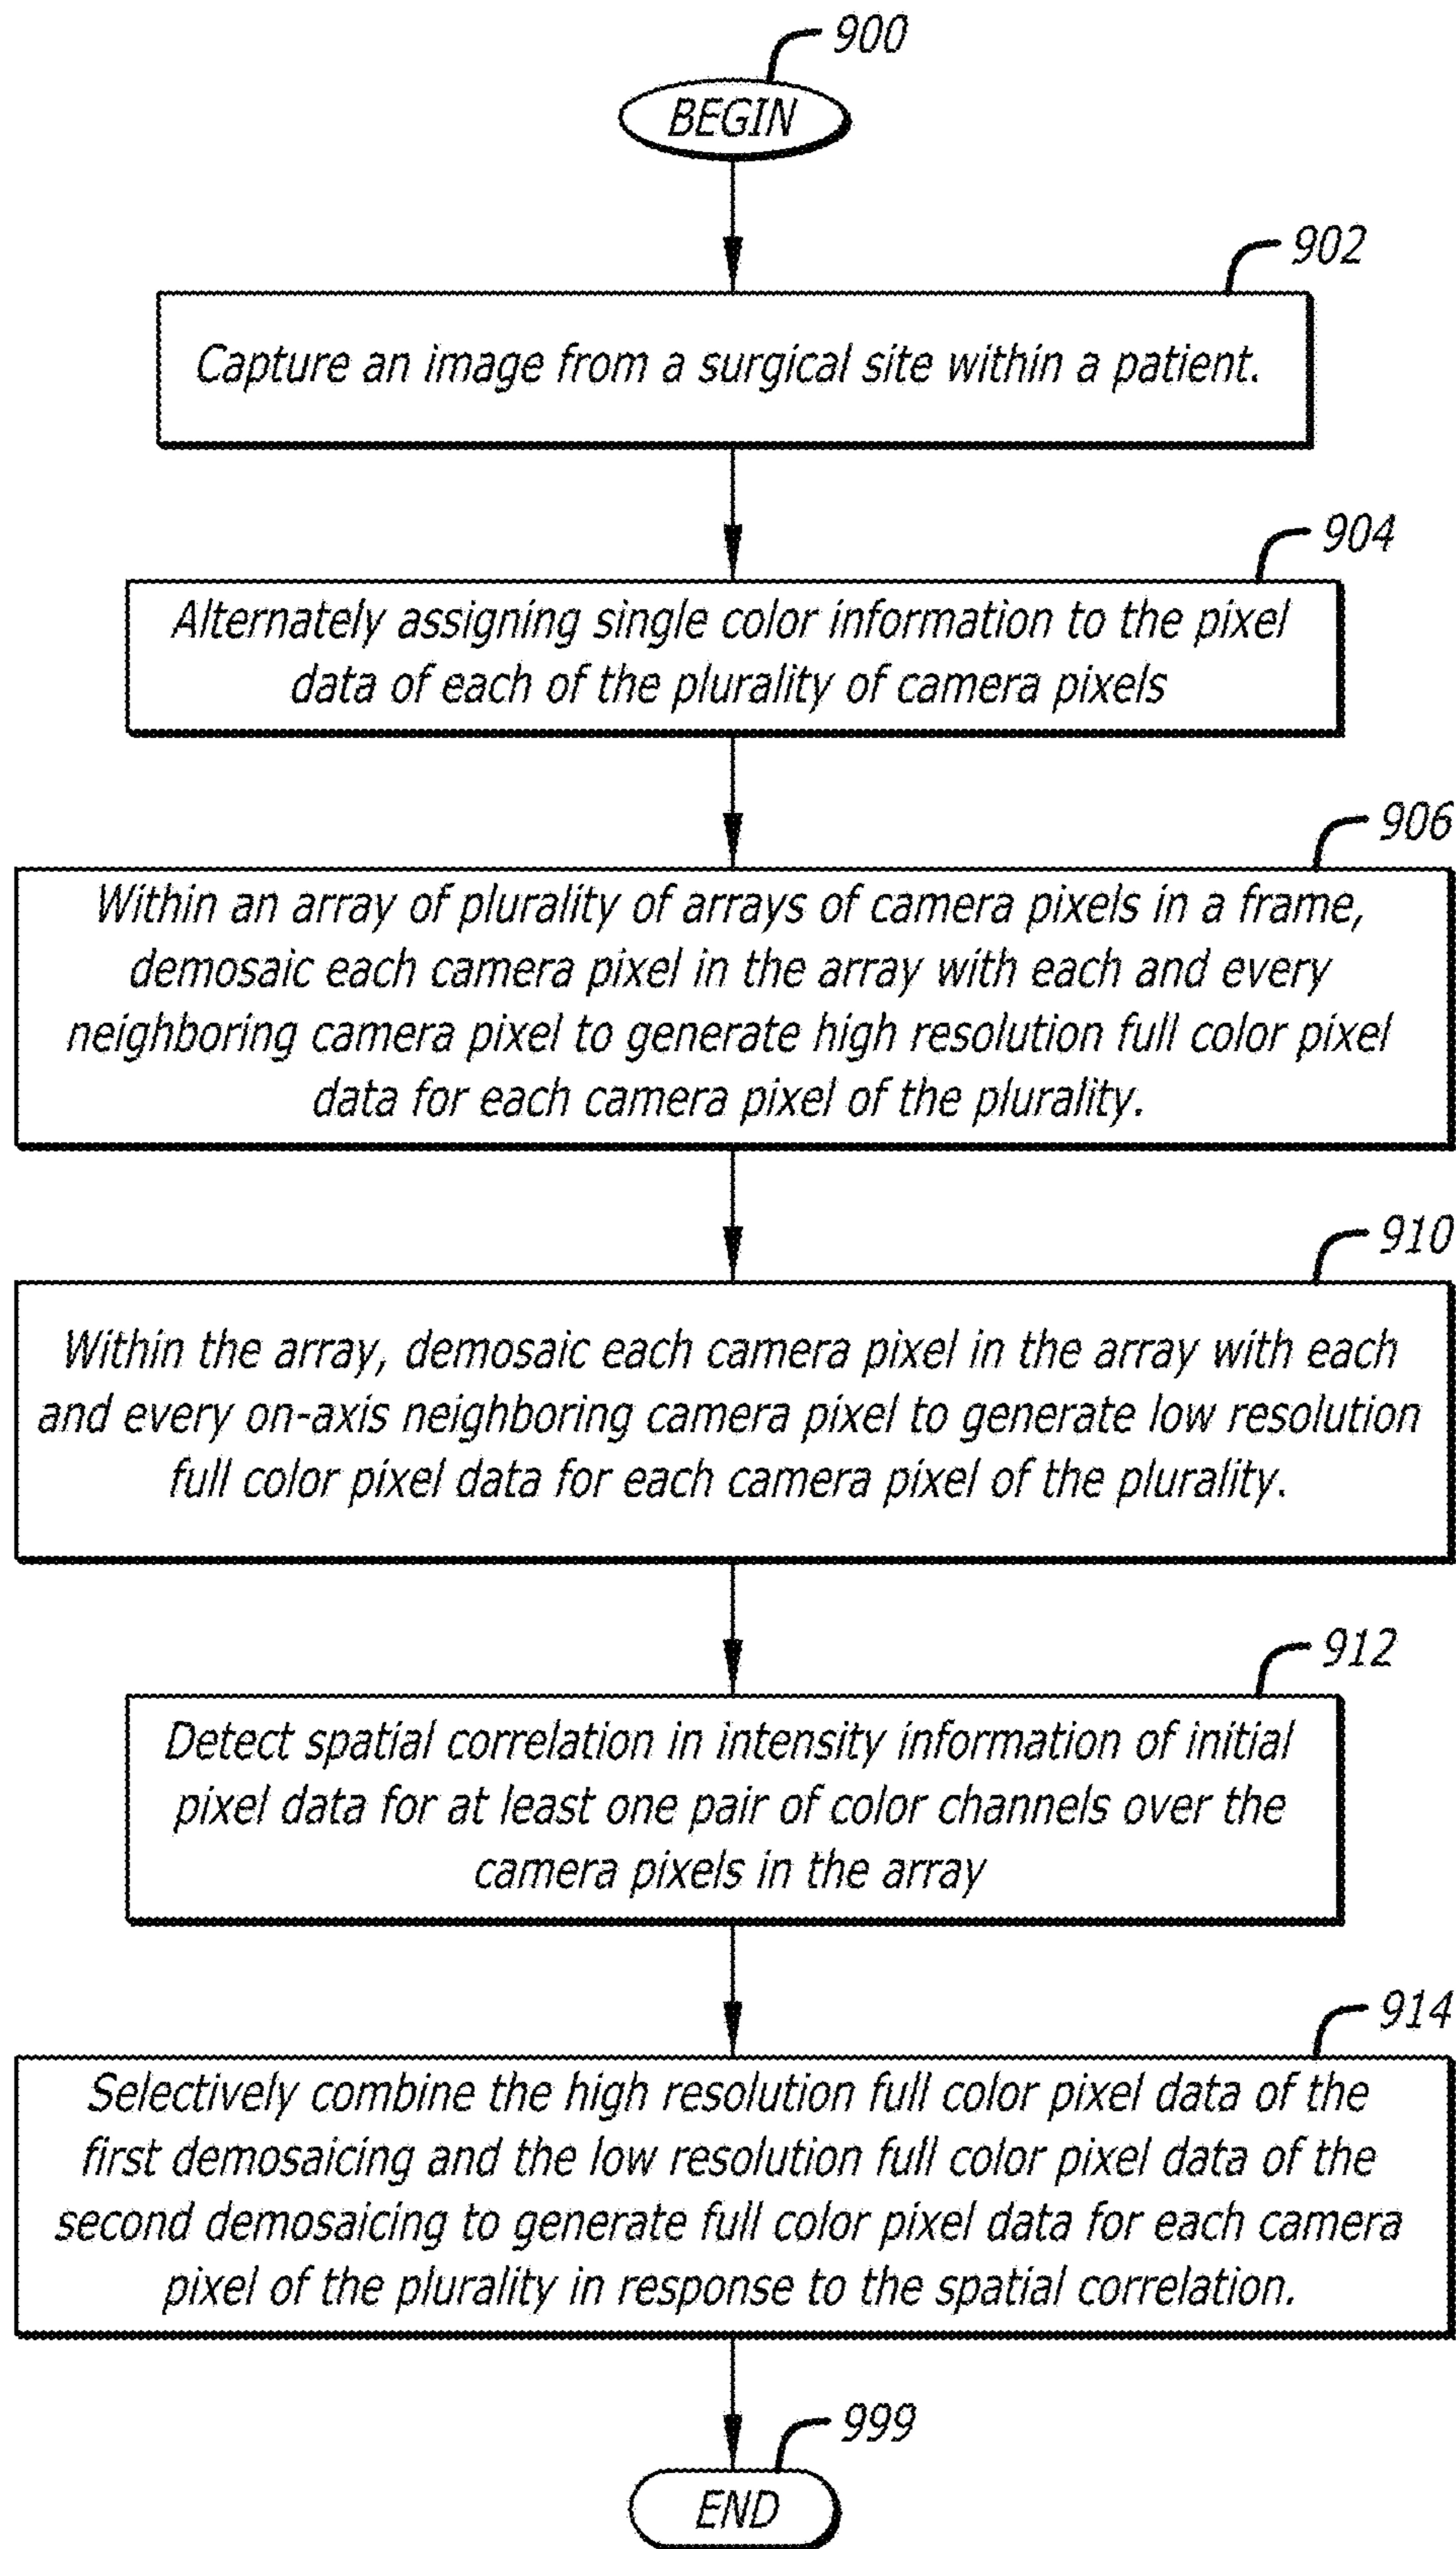 900
BEGIN
902
Capture an image from a surgical site within a patient.
904
Alternately assigning single color information to the pixel
data of each of the plurality of camera pixels
906
Within an array of plurality of arrays of camera pixels in a frame,
demosaic each camera pixel in the array with each and every
neighboring camera pixel to generate high resolution full color pixel
data for each camera pixel of the plurality.
910
Within the array, demosaic each camera pixel in the array with each
and every on-axis neighboring camera pixel to generate low resolution
full color pixel data for each camera pixel of the plurality.
912
Detect spatial correlation in intensity information of initial
pixel data for at least one pair of color channels over the
camera pixels in the array
914
Selectively combine the high resolution full color pixel data of the
first demosaicing and the low resolution full color pixel data of the
second demosaicing to generate full color pixel data for each camera
pixel of the plurality in response to the spatial correlation.
999
END